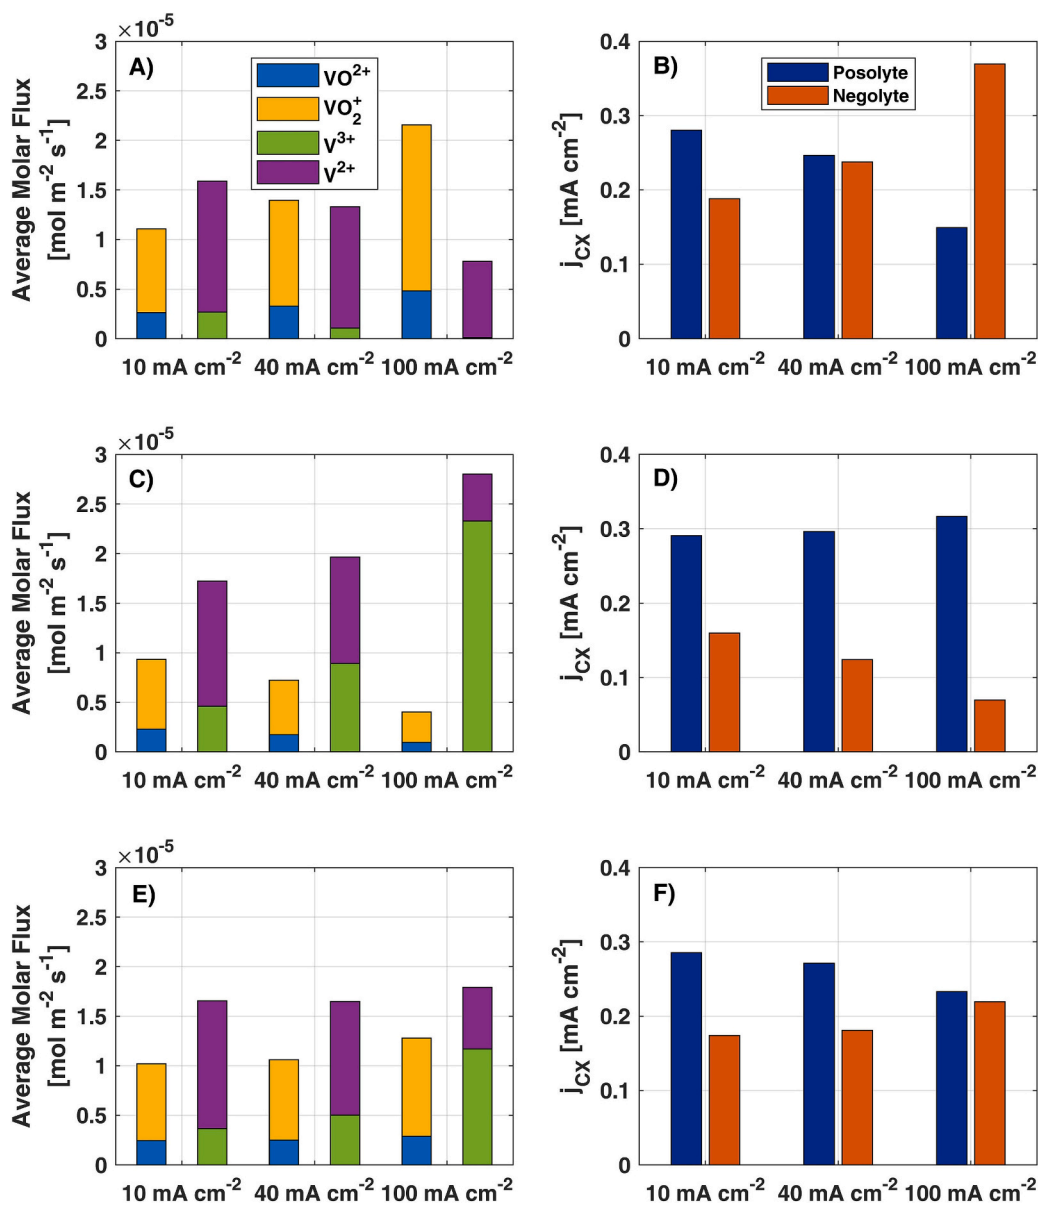 ×10⁻⁵
A)
3
2.5
2
1.5
1
0.5
0
Average Molar Flux
[mol m⁻² s⁻¹]
VO²⁺
VO₂⁺
V³⁺
V²⁺
10 mA cm⁻² 40 mA cm⁻² 100 mA cm⁻²
B)
0.4
0.3
0.2
0.1
0
j_CX [mA cm⁻²]
Posolyte
Negolyte
10 mA cm⁻² 40 mA cm⁻² 100 mA cm⁻²
×10⁻⁵
C)
3
2.5
2
1.5
1
0.5
0
Average Molar Flux
[mol m⁻² s⁻¹]
10 mA cm⁻² 40 mA cm⁻² 100 mA cm⁻²
D)
0.4
0.3
0.2
0.1
0
j_CX [mA cm⁻²]
10 mA cm⁻² 40 mA cm⁻² 100 mA cm⁻²
×10⁻⁵
E)
3
2.5
2
1.5
1
0.5
0
Average Molar Flux
[mol m⁻² s⁻¹]
10 mA cm⁻² 40 mA cm⁻² 100 mA cm⁻²
F)
0.4
0.3
0.2
0.1
0
j_CX [mA cm⁻²]
10 mA cm⁻² 40 mA cm⁻² 100 mA cm⁻²